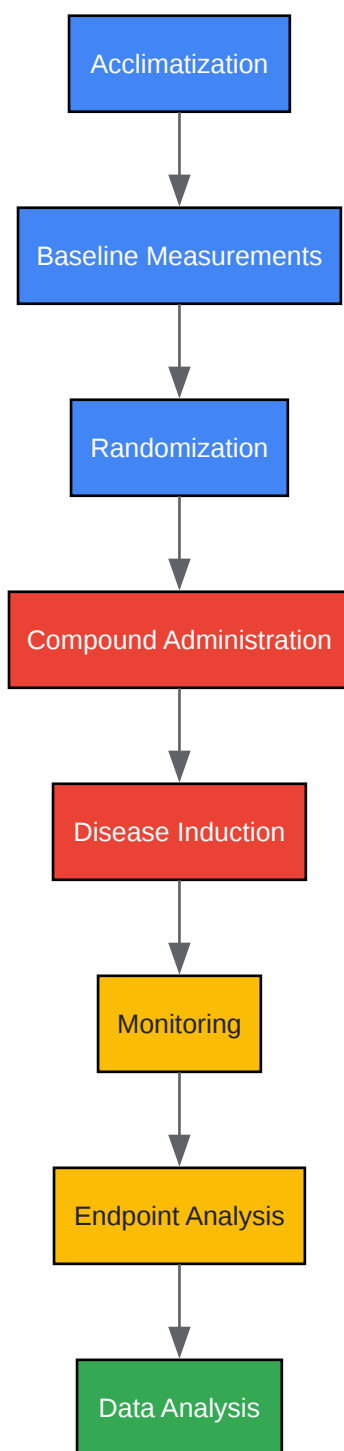 Acclimatization
Baseline Measurements
Randomization
Compound Administration
Disease Induction
Monitoring
Endpoint Analysis
Data Analysis